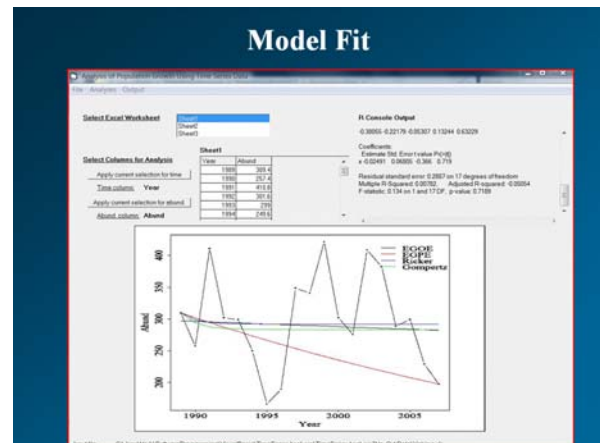 Model Fit
Analysis of Population Growth Using Time Series Data
File Analyses Output
Select Excel Worksheet
Sheet1
Sheet2
Sheet3
R Console Output
-0.38055 -0.22179 -0.05307 0.13244 0.63229
Coefficients:
Estimate Std. Error t value Pr(>|t|)
x -0.02491 0.06805 -0.366 0.719
Residual standard error: 0.2867 on 17 degrees of freedom
Multiple R-Squared: 0.00782, Adjusted R-squared: -0.05054
F-statistic: 0.134 on 1 and 17 DF, p-value: 0.7189
Sheet1
Select Columns for Analysis
Year Abund
1989 309.4
1990 257.4
1991 410.8
1992 301.6
1993 299
1994 249.6
Apply current selection for time
Time column: Year
Apply current selection for abund.
Abund. column: Abund
EGOE
EGPE
Ricker
Gompertz
Abund
400
350
300
250
200
1990 1995 2000 2005
Year